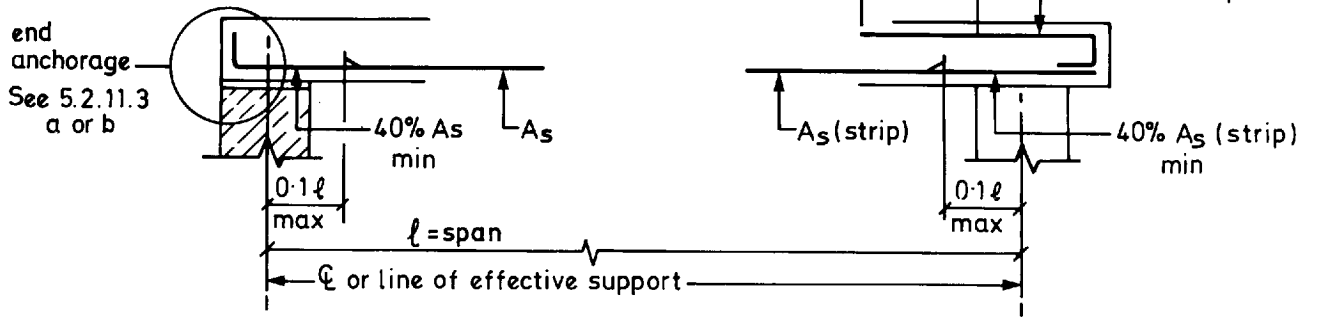 end
anchorage
See 5.2.11.3
a or b
40% As
min
As
As (strip)
40% As (strip)
min
0·1ℓ
max
0·1ℓ
max
ℓ = span
℄ or line of effective support